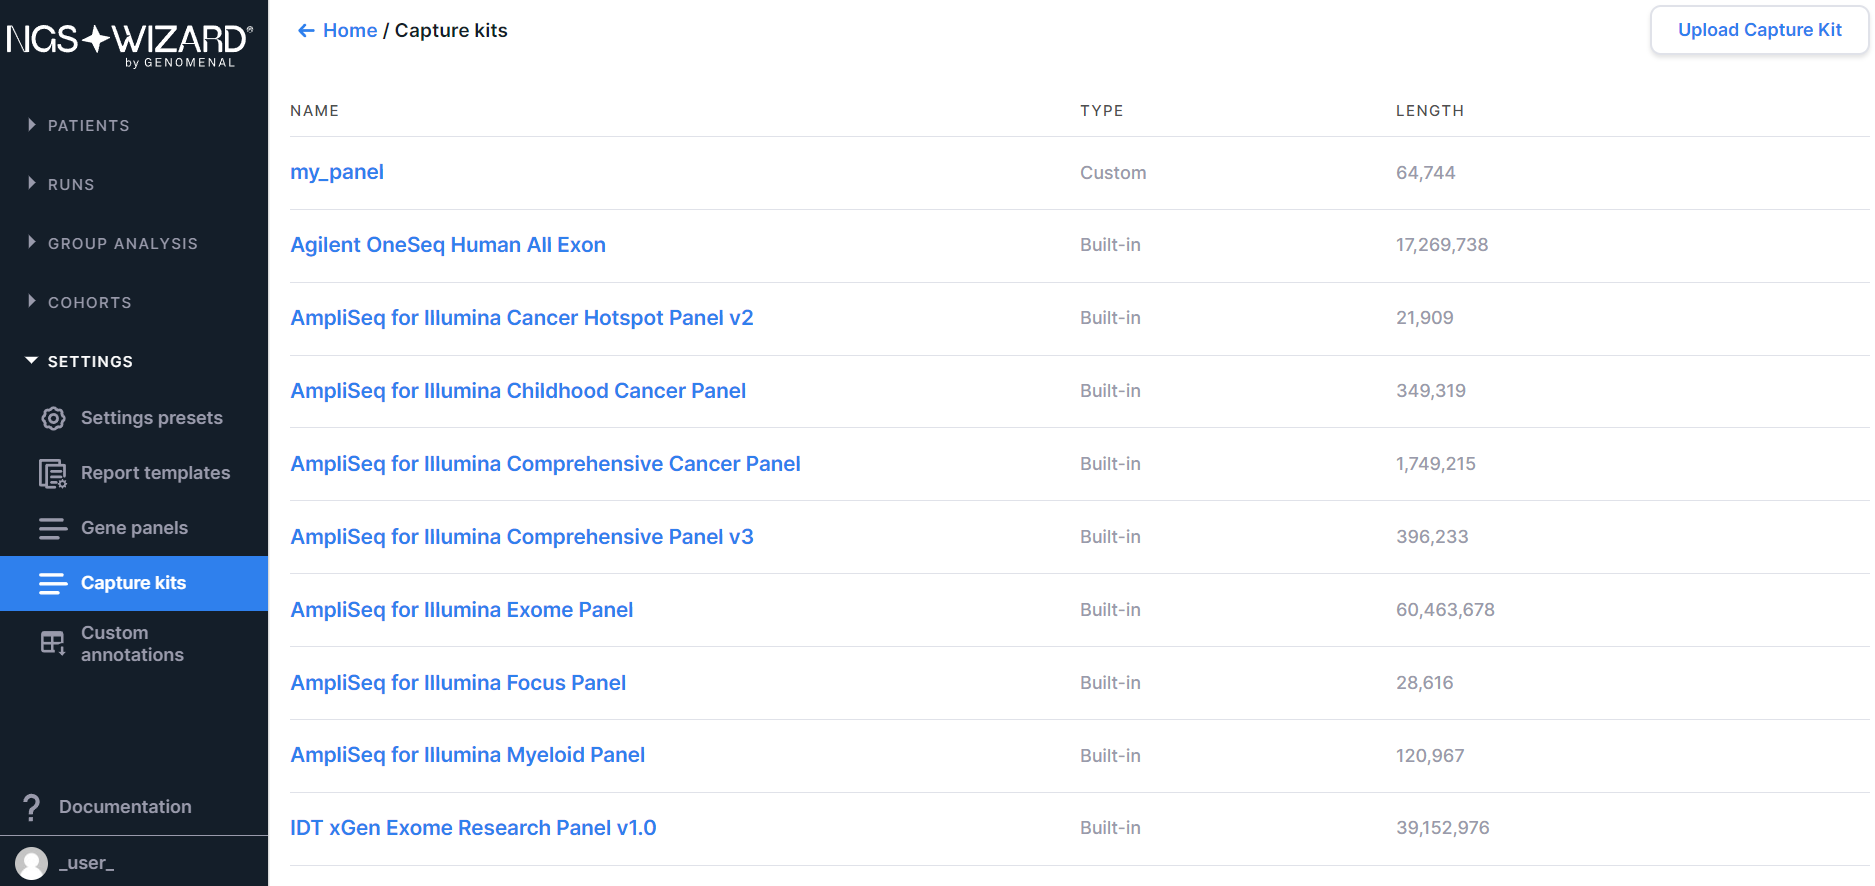 NGS WIZARD®
by GENOMENAL
PATIENTS
RUNS
GROUP ANALYSIS
COHORTS
SETTINGS
Settings presets
Report templates
Gene panels
Capture kits
Custom
annotations
? Documentation
_user_
← Home / Capture kits
Upload Capture Kit
NAME TYPE LENGTH
my_panel Custom 64,744
Agilent OneSeq Human All Exon Built-in 17,269,738
AmpliSeq for Illumina Cancer Hotspot Panel v2 Built-in 21,909
AmpliSeq for Illumina Childhood Cancer Panel Built-in 349,319
AmpliSeq for Illumina Comprehensive Cancer Panel Built-in 1,749,215
AmpliSeq for Illumina Comprehensive Panel v3 Built-in 396,233
AmpliSeq for Illumina Exome Panel Built-in 60,463,678
AmpliSeq for Illumina Focus Panel Built-in 28,616
AmpliSeq for Illumina Myeloid Panel Built-in 120,967
IDT xGen Exome Research Panel v1.0 Built-in 39,152,976